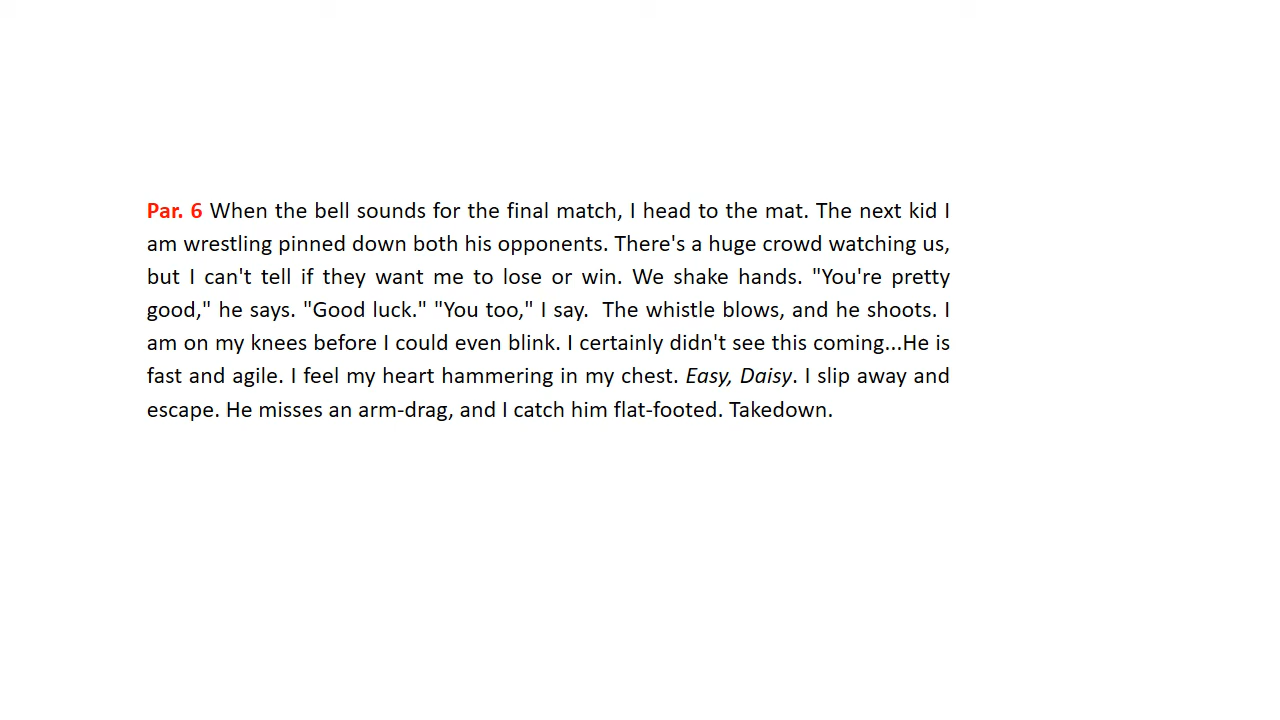 Par. 6 When the bell sounds for the final match, I head to the mat. The next kid I
am wrestling pinned down both his opponents. There's a huge crowd watching us,
but I can't tell if they want me to lose or win. We shake hands. "You're pretty
good," he says. "Good luck." "You too," I say.  The whistle blows, and he shoots. I
am on my knees before I could even blink. I certainly didn't see this coming...He is
fast and agile. I feel my heart hammering in my chest. Easy, Daisy. I slip away and
escape. He misses an arm-drag, and I catch him flat-footed. Takedown.